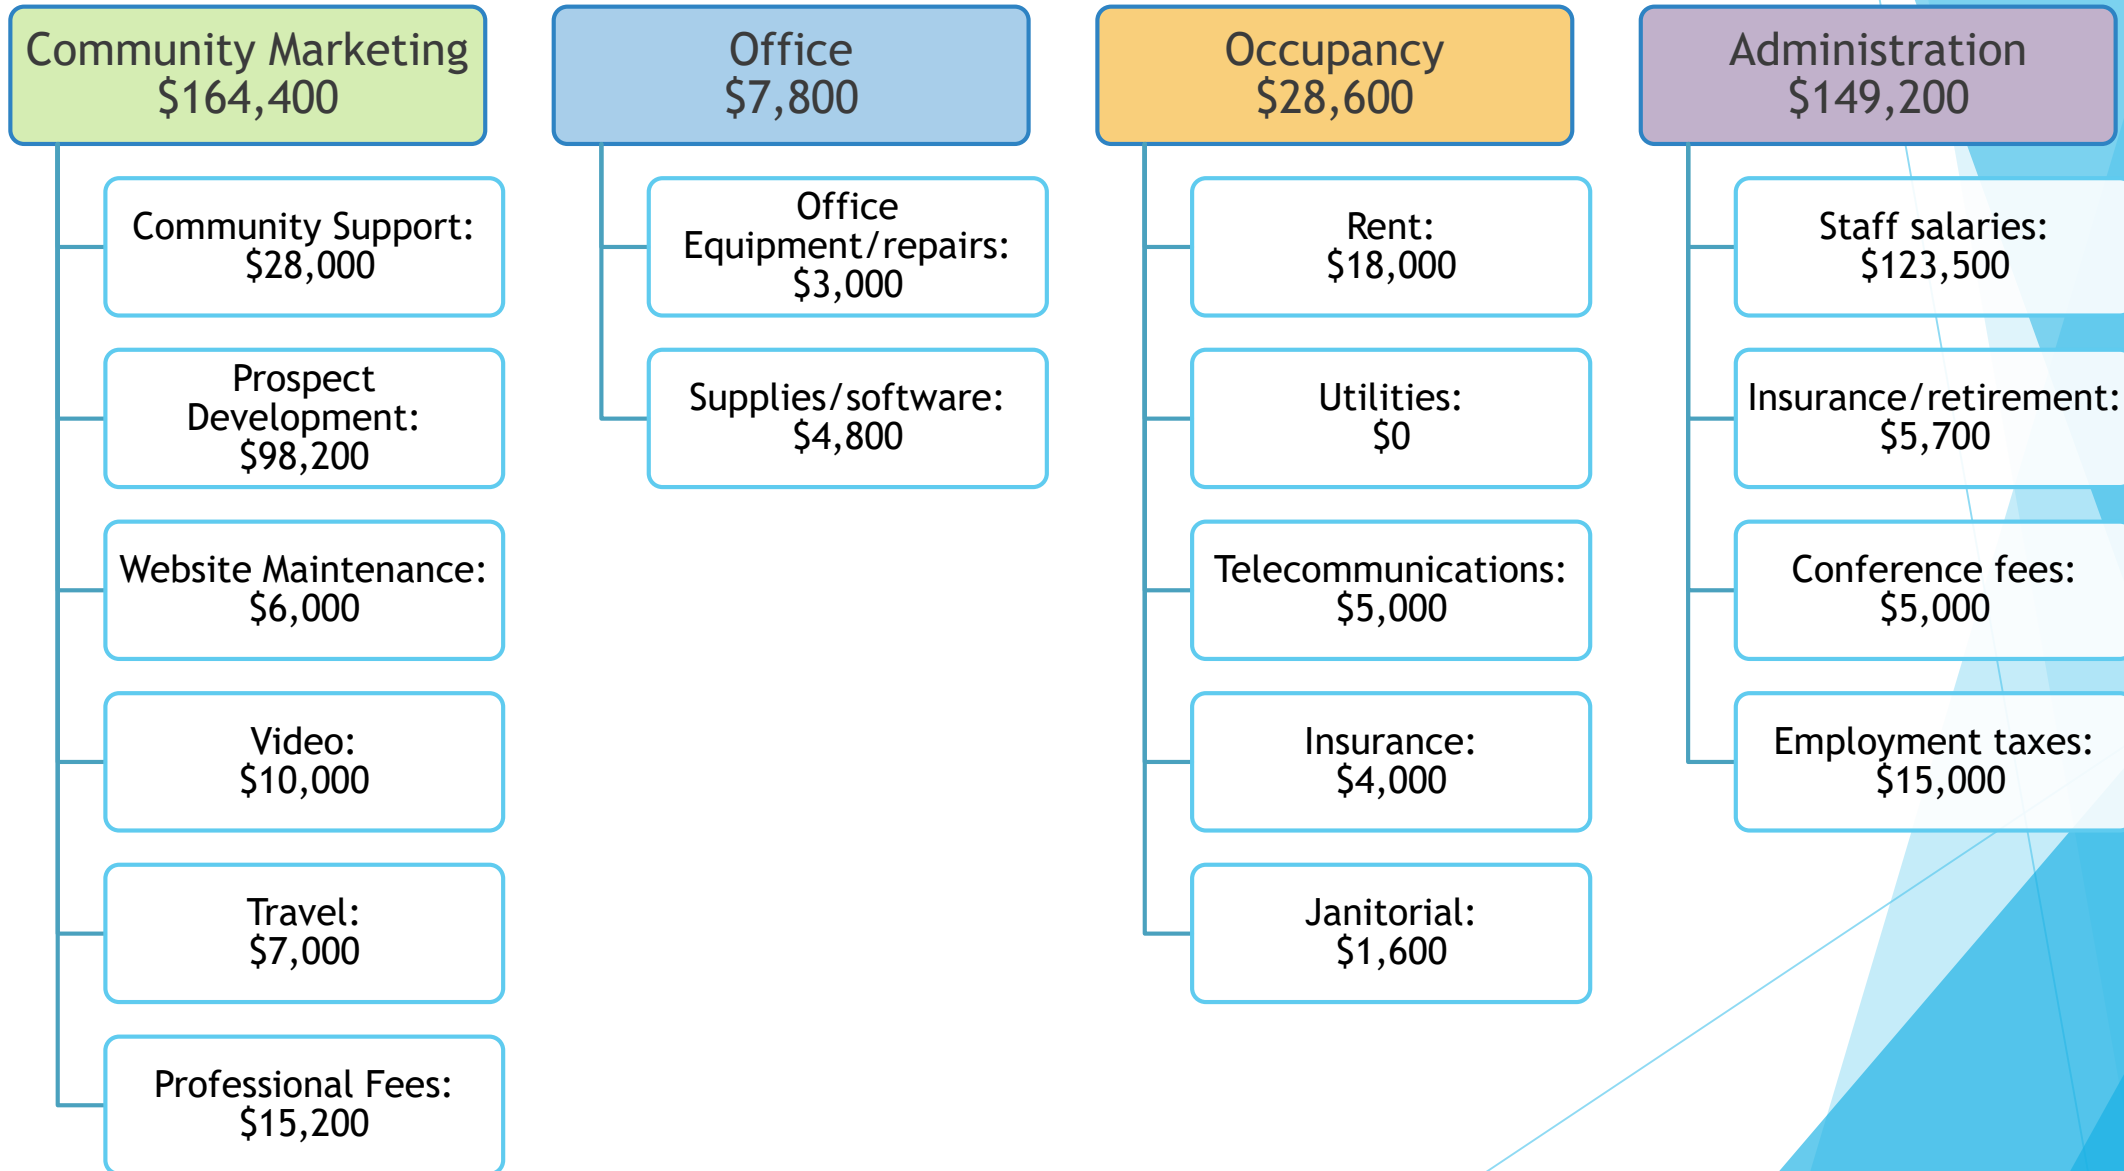 Community Marketing
$164,400
Community Support:
$28,000
Prospect
Development:
$98,200
Website Maintenance:
$6,000
Video:
$10,000
Travel:
$7,000
Professional Fees:
$15,200
Office
$7,800
Office
Equipment/repairs:
$3,000
Supplies/software:
$4,800
Occupancy
$28,600
Rent:
$18,000
Utilities:
$0
Telecommunications:
$5,000
Insurance:
$4,000
Janitorial:
$1,600
Administration
$149,200
Staff salaries:
$123,500
Insurance/retirement:
$5,700
Conference fees:
$5,000
Employment taxes:
$15,000